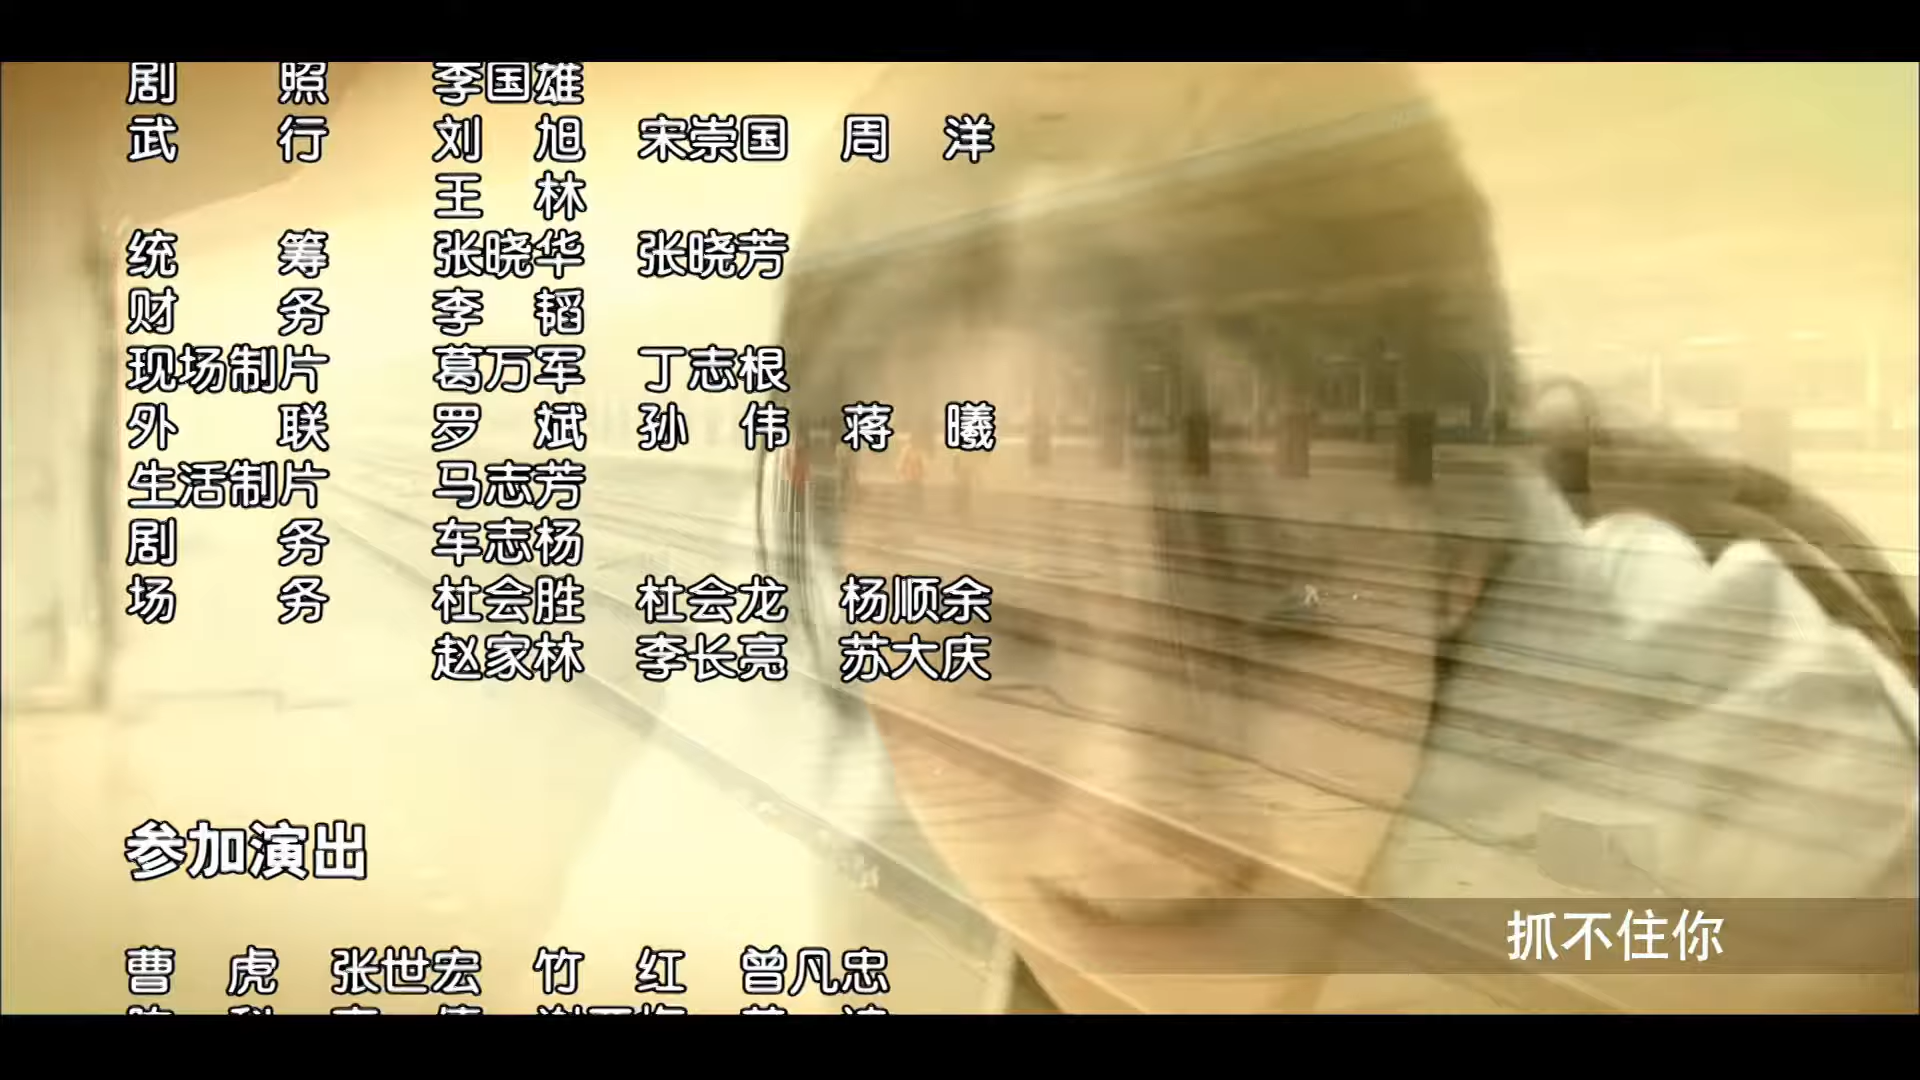 剧照 李国雄
武行 刘旭 宋崇国 周洋
王林
统筹 张晓华 张晓芳
财务 李韬
现场制片 葛万军 丁志根
外联 罗斌 孙伟 蒋曦
生活制片 马志芳
剧务 车志杨
场务 杜会胜 杜会龙 杨顺余
赵家林 李长亮 苏大庆
参加演出
抓不住你
曹虎 张世宏 竹红 曾凡忠